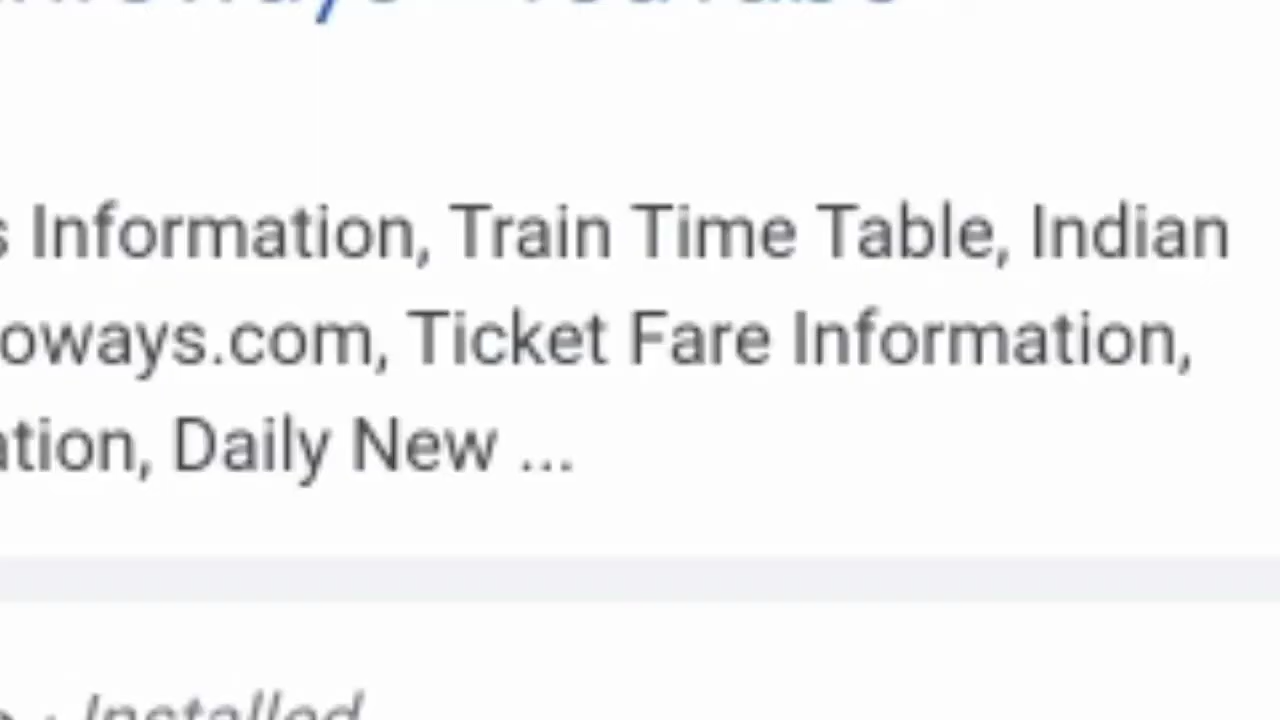 s Information, Train Time Table, Indian
oways.com, Ticket Fare Information,
ation, Daily New ...
Installed